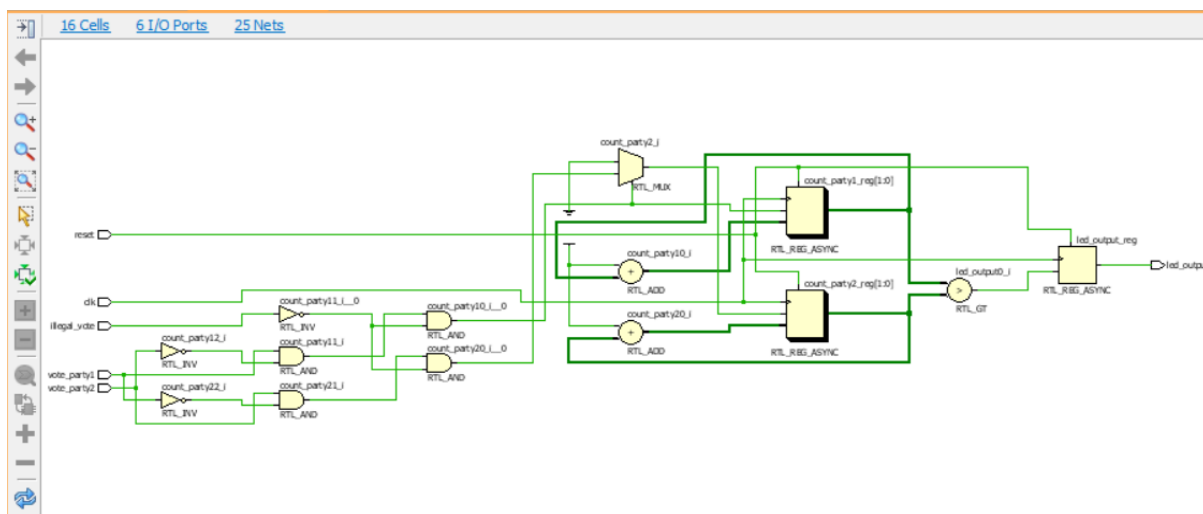 16 Cells 6 I/O Ports 25 Nets
count_party2_i
RTL_MUX
count_party1_reg[1:0]
RTL_REG_ASYNC
reset
count_party10_i
+
RTL_ADD
led_output_reg
RTL_REG_ASYNC
led_outpu
led_output0_i
>
RTL_GT
clk
count_party11_i__0
RTL_INV
count_party10_i__0
RTL_AND
count_party2_reg[1:0]
RTL_REG_ASYNC
count_party20_i
+
RTL_ADD
illegal_vote
count_party12_i
RTL_INV
count_party11_i
RTL_AND
count_party20_i__0
RTL_AND
vote_party1
vote_party2
count_party22_i
RTL_INV
count_party21_i
RTL_AND